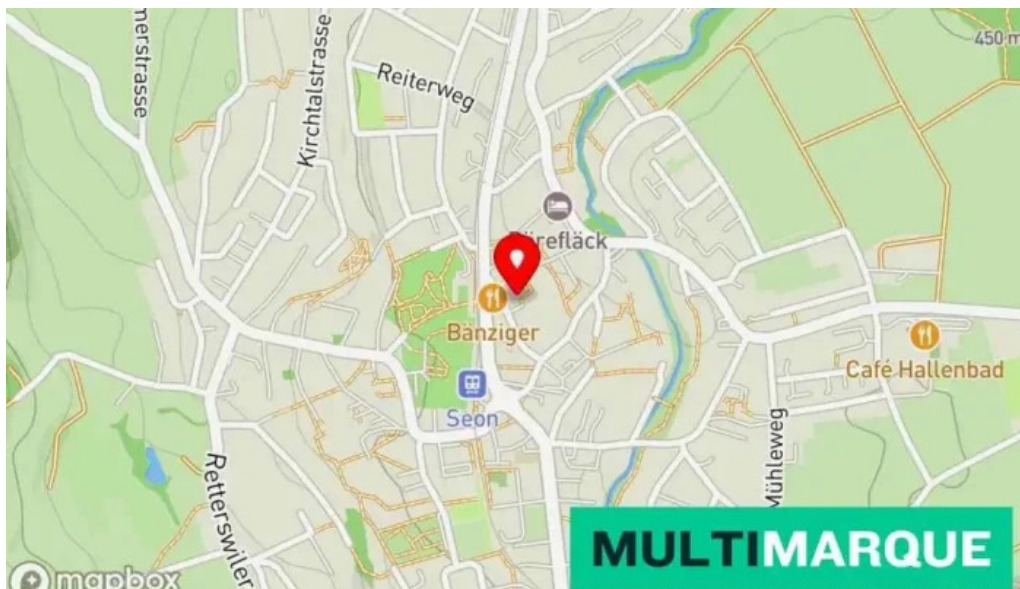 merstrasse
Kirchtalstrasse
Reiterweg
450 m
Bänziger
Café Hallenbad
Seon
Mühleweg
Retterswiler
MULTIMARQUE
mapbox